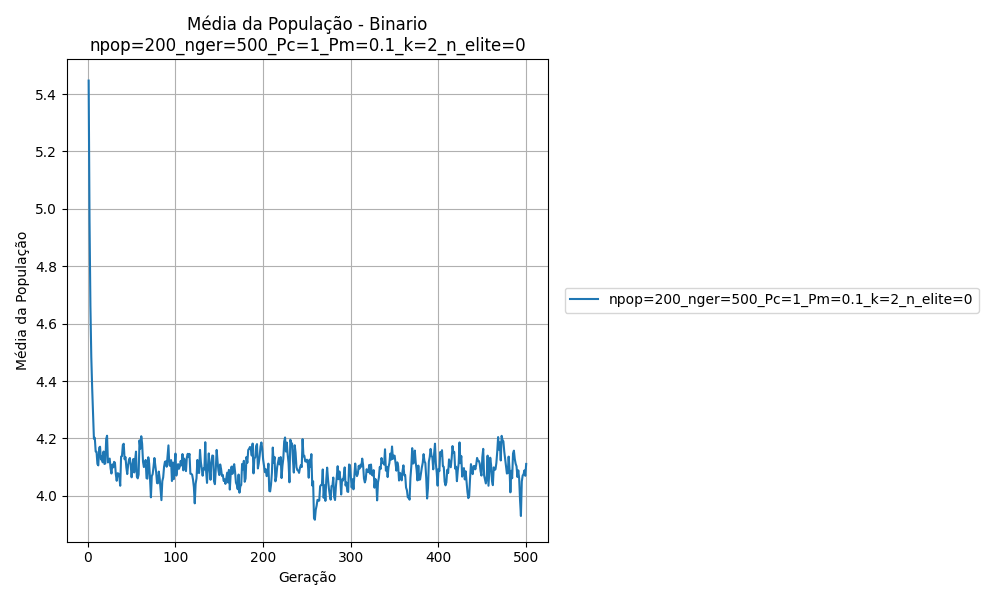 Média da População - Binario
npop=200_nger=500_Pc=1_Pm=0.1_k=2_n_elite=0
Média da População
5.4
5.2
5.0
4.8
4.6
4.4
4.2
4.0
0
100
200
300
400
500
Geração
npop=200_nger=500_Pc=1_Pm=0.1_k=2_n_elite=0